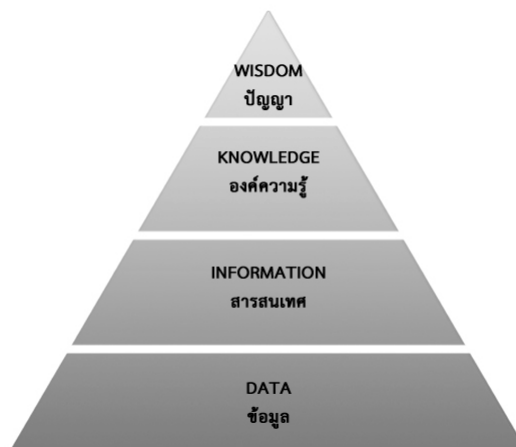 WISDOM
ปัญญา
KNOWLEDGE
องค์ความรู้
INFORMATION
สารสนเทศ
DATA
ข้อมูล